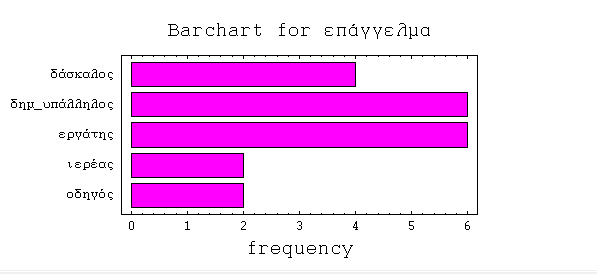 Barchart for επάγγελμα
δάσκαλος
δημ_υπάλληλος
εργάτης
ιερέας
οδηγός
0 1 2 3 4 5 6
frequency